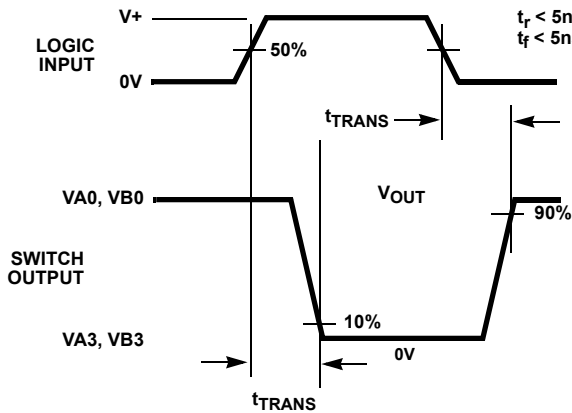 V+
LOGIC
INPUT
50%
0V
tr < 5n
tf < 5n
tTRANS
VA0, VB0
VOUT
90%
SWITCH
OUTPUT
10%
VA3, VB3
0V
tTRANS